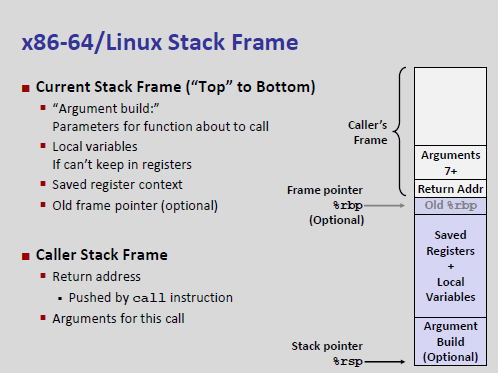 x86-64/Linux Stack Frame
Current Stack Frame ("Top" to Bottom)
"Argument build:"
Parameters for function about to call
Local variables
If can't keep in registers
Saved register context
Old frame pointer (optional)
Caller Stack Frame
Return address
Pushed by call instruction
Arguments for this call
Caller's
Frame
Arguments
7+
Return Addr
Frame pointer
%rbp
(Optional)
Old %rbp
Saved
Registers
+
Local
Variables
Argument
Build
(Optional)
Stack pointer
%rsp